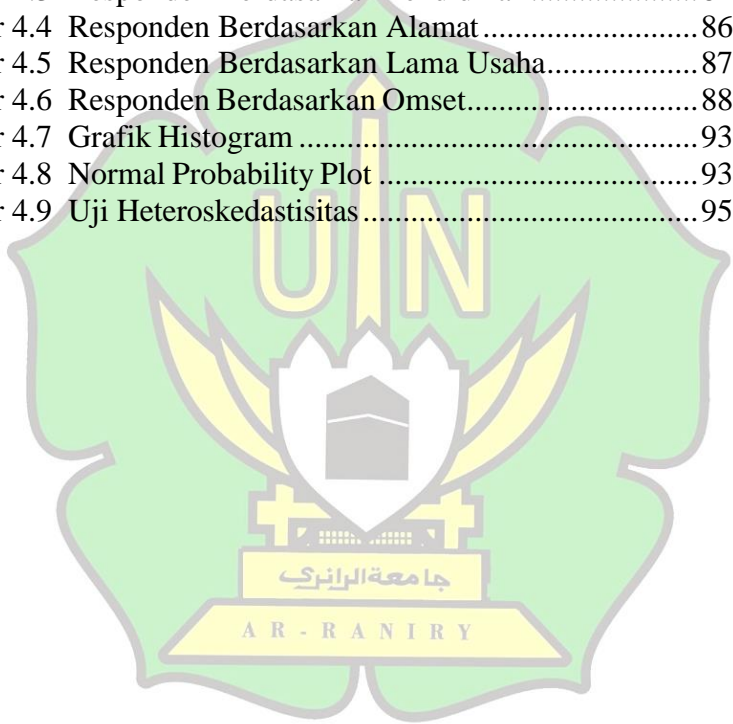 r 4.4 Responden Berdasarkan Alamat ................................ 86
r 4.5 Responden Berdasarkan Lama Usaha ...................... 87
r 4.6 Responden Berdasarkan Omset ................................ 88
r 4.7 Grafik Histogram .................................................... 93
r 4.8 Normal Probability Plot .......................................... 93
r 4.9 Uji Heteroskedastisitas ............................................ 95
UIN
جامعة الرانري
AR - RANIRY